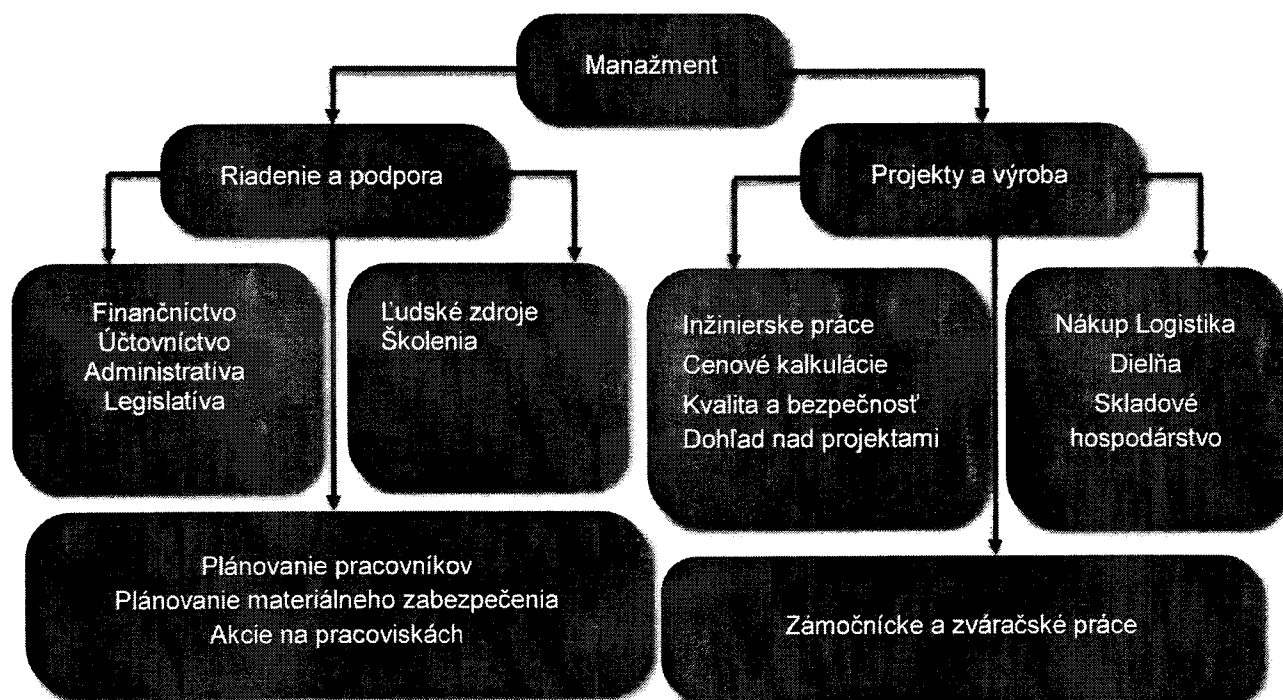 Manažment
Riadenie a podpora
Projekty a výroba
Finančníctvo
Účtovníctvo
Administratíva
Legislatíva
Ľudské zdroje
Školenia
Inžinierske práce
Cenové kalkulácie
Kvalita a bezpečnosť
Dohľad nad projektami
Nákup Logistika
Dielňa
Skladové
hospodárstvo
Plánovanie pracovníkov
Plánovanie materiálneho zabezpečenia
Akcie na pracoviskách
Zámočnícke a zváračské práce